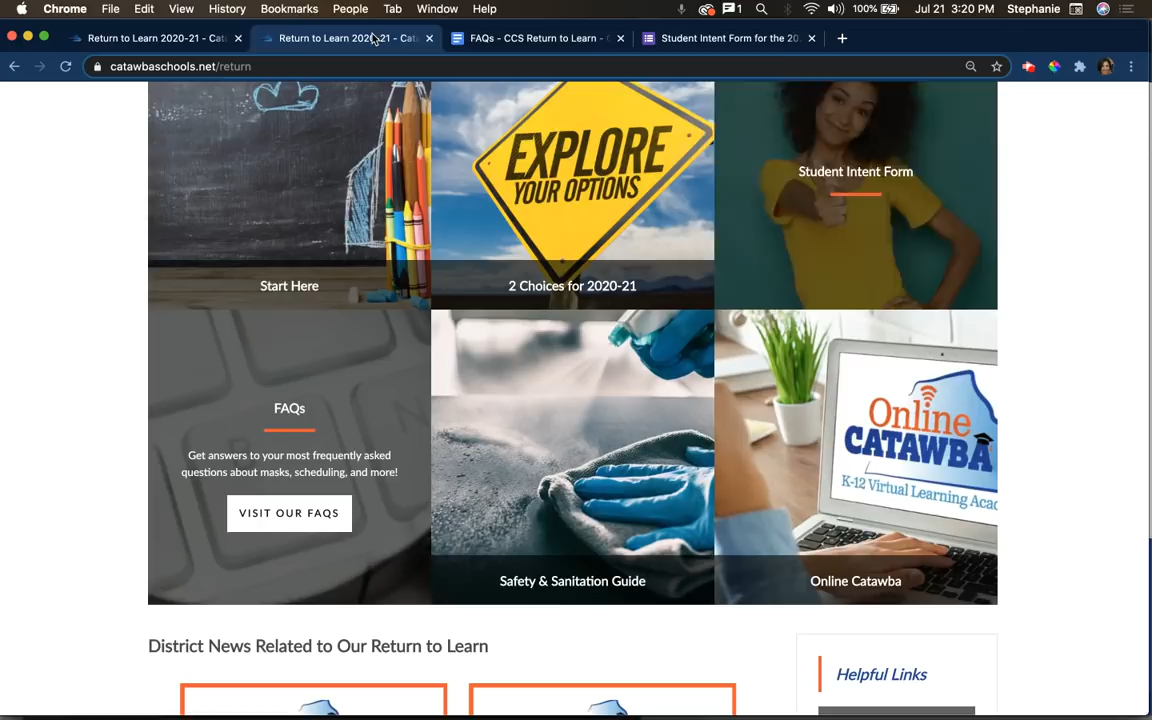 Chrome File Edit View History Bookmarks People Tab Window Help 1 100% Jul 21 3:20 PM Stephanie
Return to Learn 2020-21 - Cat Return to Learn 2020-21 - Cat FAQs - CCS Return to Learn - Student Intent Form for the 20
catawbaschools.net/return
EXPLORE
YOUR OPTIONS
Student Intent Form
Start Here
2 Choices for 2020-21
FAQs
Get answers to your most frequently asked
questions about masks, scheduling, and more!
VISIT OUR FAQS
Online
CATAWBA
K-12 Virtual Learning Aca
Safety & Sanitation Guide
Online Catawba
District News Related to Our Return to Learn
Helpful Links